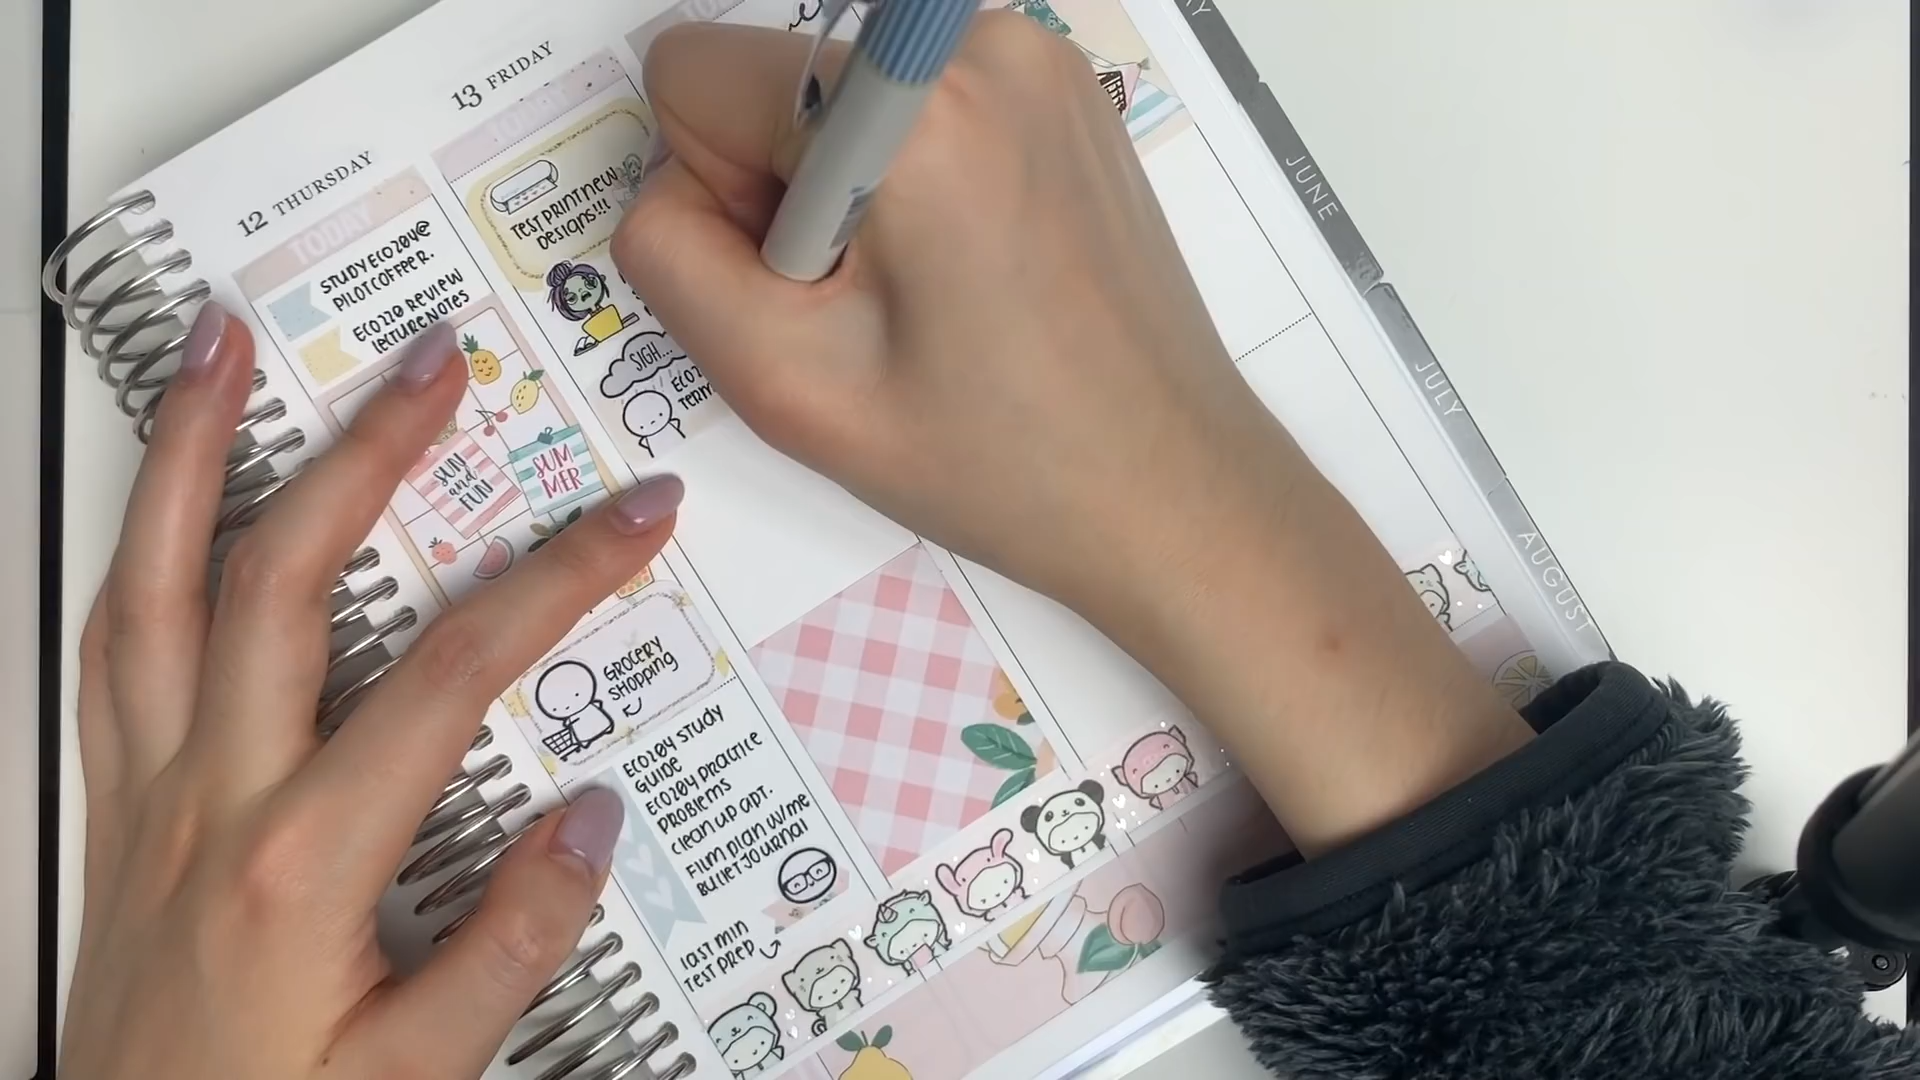 12 THURSDAY
TODAY
STUDY ECO204@
PILOT COFFEE R.
ECO220 REVIEW
lecture NOTES
SUN
and
FUN
SUM
MER
GROCERY
SHOPPING
ECO204 STUDY
GUIDE
ECO204 PRACTICE
PROBLEMS
clean up apt.
Film plan w/me
Bullet JOURNAL
last min
TEST PREP
13 FRIDAY
TODAY
TEST PRINT NEW
Designs!!!
SIGH...
JUNE
JULY
AUGUST